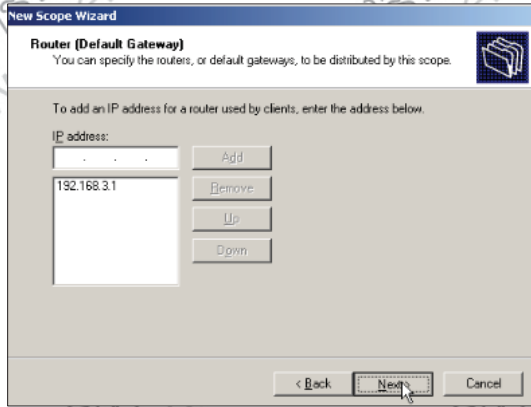 New Scope Wizard
Router (Default Gateway)
You can specify the routers, or default gateways, to be distributed by this scope.
To add an IP address for a router used by clients, enter the address below.
IP address:
. . .
Add
192.168.3.1
Remove
Up
Down
< Back
Next >
Cancel